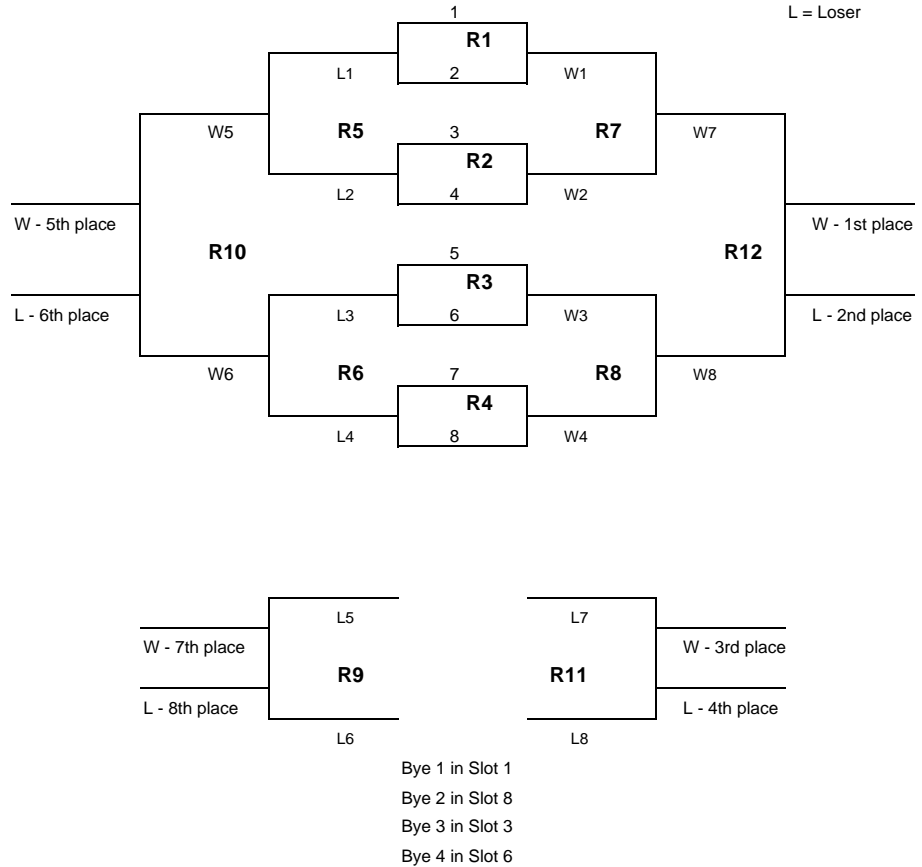 1
L = Loser
R1
L1 2 W1
W5 R5 3 R7 W7
R2
L2 4 W2
W - 5th place W - 1st place
R10 5 R12
R3
L - 6th place L3 6 W3 L - 2nd place
W6 R6 7 R8 W8
R4
L4 8 W4
L5 L7
W - 7th place W - 3rd place
R9 R11
L - 8th place L - 4th place
L6 L8
Bye 1 in Slot 1
Bye 2 in Slot 8
Bye 3 in Slot 3
Bye 4 in Slot 6